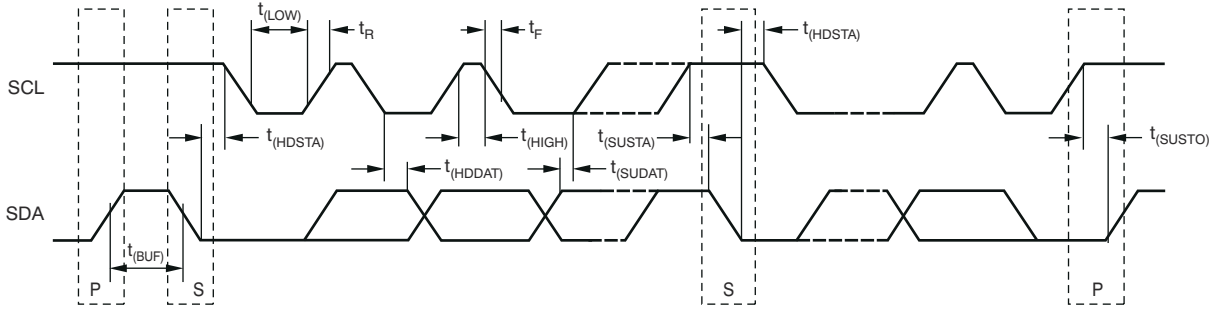 t(LOW)
tR
tF
t(HDSTA)
SCL
t(HDSTA)
t(HIGH)
t(SUSTA)
t(SUSTO)
t(HDDAT)
t(SUDAT)
SDA
t(BUF)
P
S
S
P